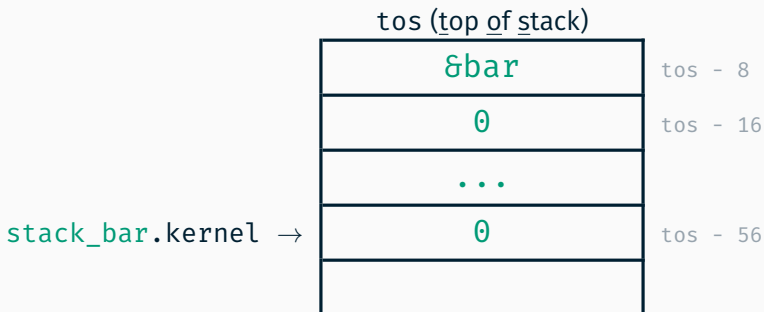 tos (top of stack)
&bar tos - 8
0 tos - 16
...
stack_bar.kernel → 0 tos - 56